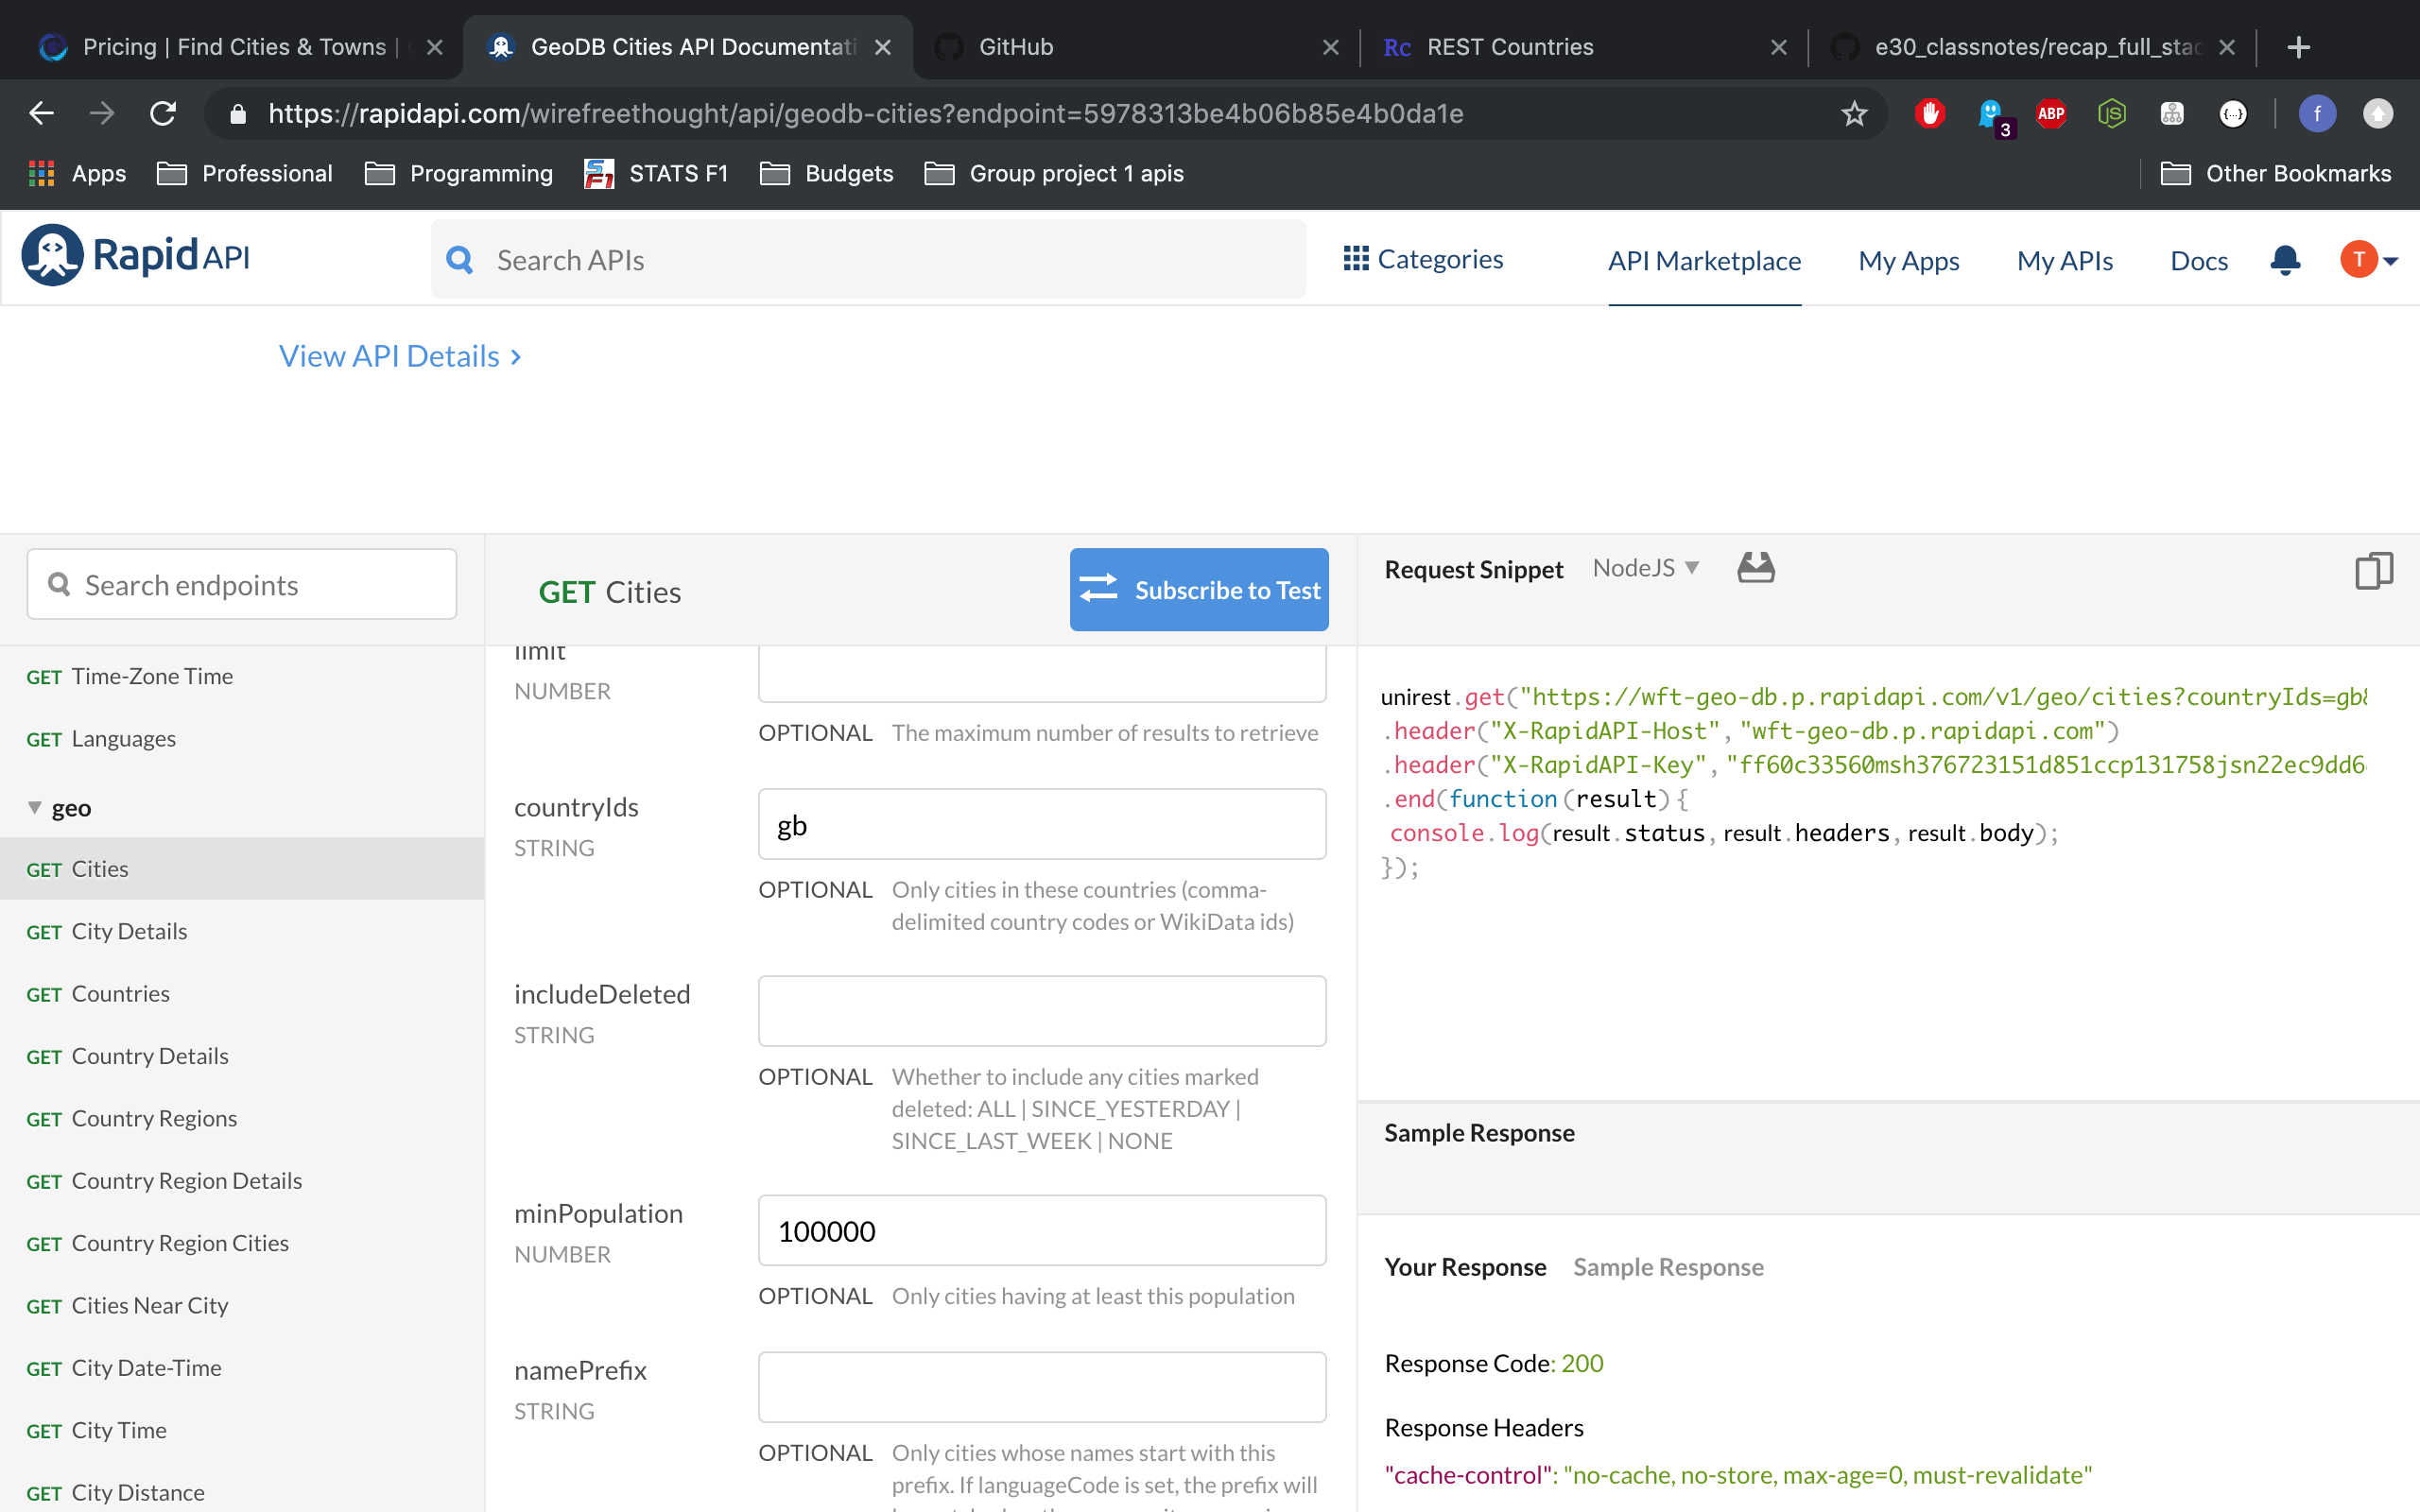 Pricing | Find Cities & Towns |
GeoDB Cities API Documentati
GitHub
Rc REST Countries
e30_classnotes/recap_full_stac
https://rapidapi.com/wirefreethought/api/geodb-cities?endpoint=5978313be4b06b85e4b0da1e
3
ABP
f
Apps
Professional
Programming
STATS F1
Budgets
Group project 1 apis
Other Bookmarks
RapidAPI
Search APIs
Categories
API Marketplace
My Apps
My APIs
Docs
T
View API Details
Search endpoints
GET Time-Zone Time
GET Languages
geo
GET Cities
GET City Details
GET Countries
GET Country Details
GET Country Regions
GET Country Region Details
GET Country Region Cities
GET Cities Near City
GET City Date-Time
GET City Time
GET City Distance
GET Cities
Subscribe to Test
limit
NUMBER
OPTIONAL The maximum number of results to retrieve
countryIds
STRING
gb
OPTIONAL Only cities in these countries (comma-
delimited country codes or WikiData ids)
includeDeleted
STRING
OPTIONAL Whether to include any cities marked
deleted: ALL | SINCE_YESTERDAY |
SINCE_LAST_WEEK | NONE
minPopulation
NUMBER
100000
OPTIONAL Only cities having at least this population
namePrefix
STRING
OPTIONAL Only cities whose names start with this
prefix. If languageCode is set, the prefix will
Request Snippet NodeJS
unirest.get("https://wft-geo-db.p.rapidapi.com/v1/geo/cities?countryIds=gb&
.header("X-RapidAPI-Host", "wft-geo-db.p.rapidapi.com")
.header("X-RapidAPI-Key", "ff60c33560msh376723151d851ccp131758jsn22ec9dd6
.end(function (result) {
console.log(result.status, result.headers, result.body);
});
Sample Response
Your Response Sample Response
Response Code: 200
Response Headers
"cache-control": "no-cache, no-store, max-age=0, must-revalidate"